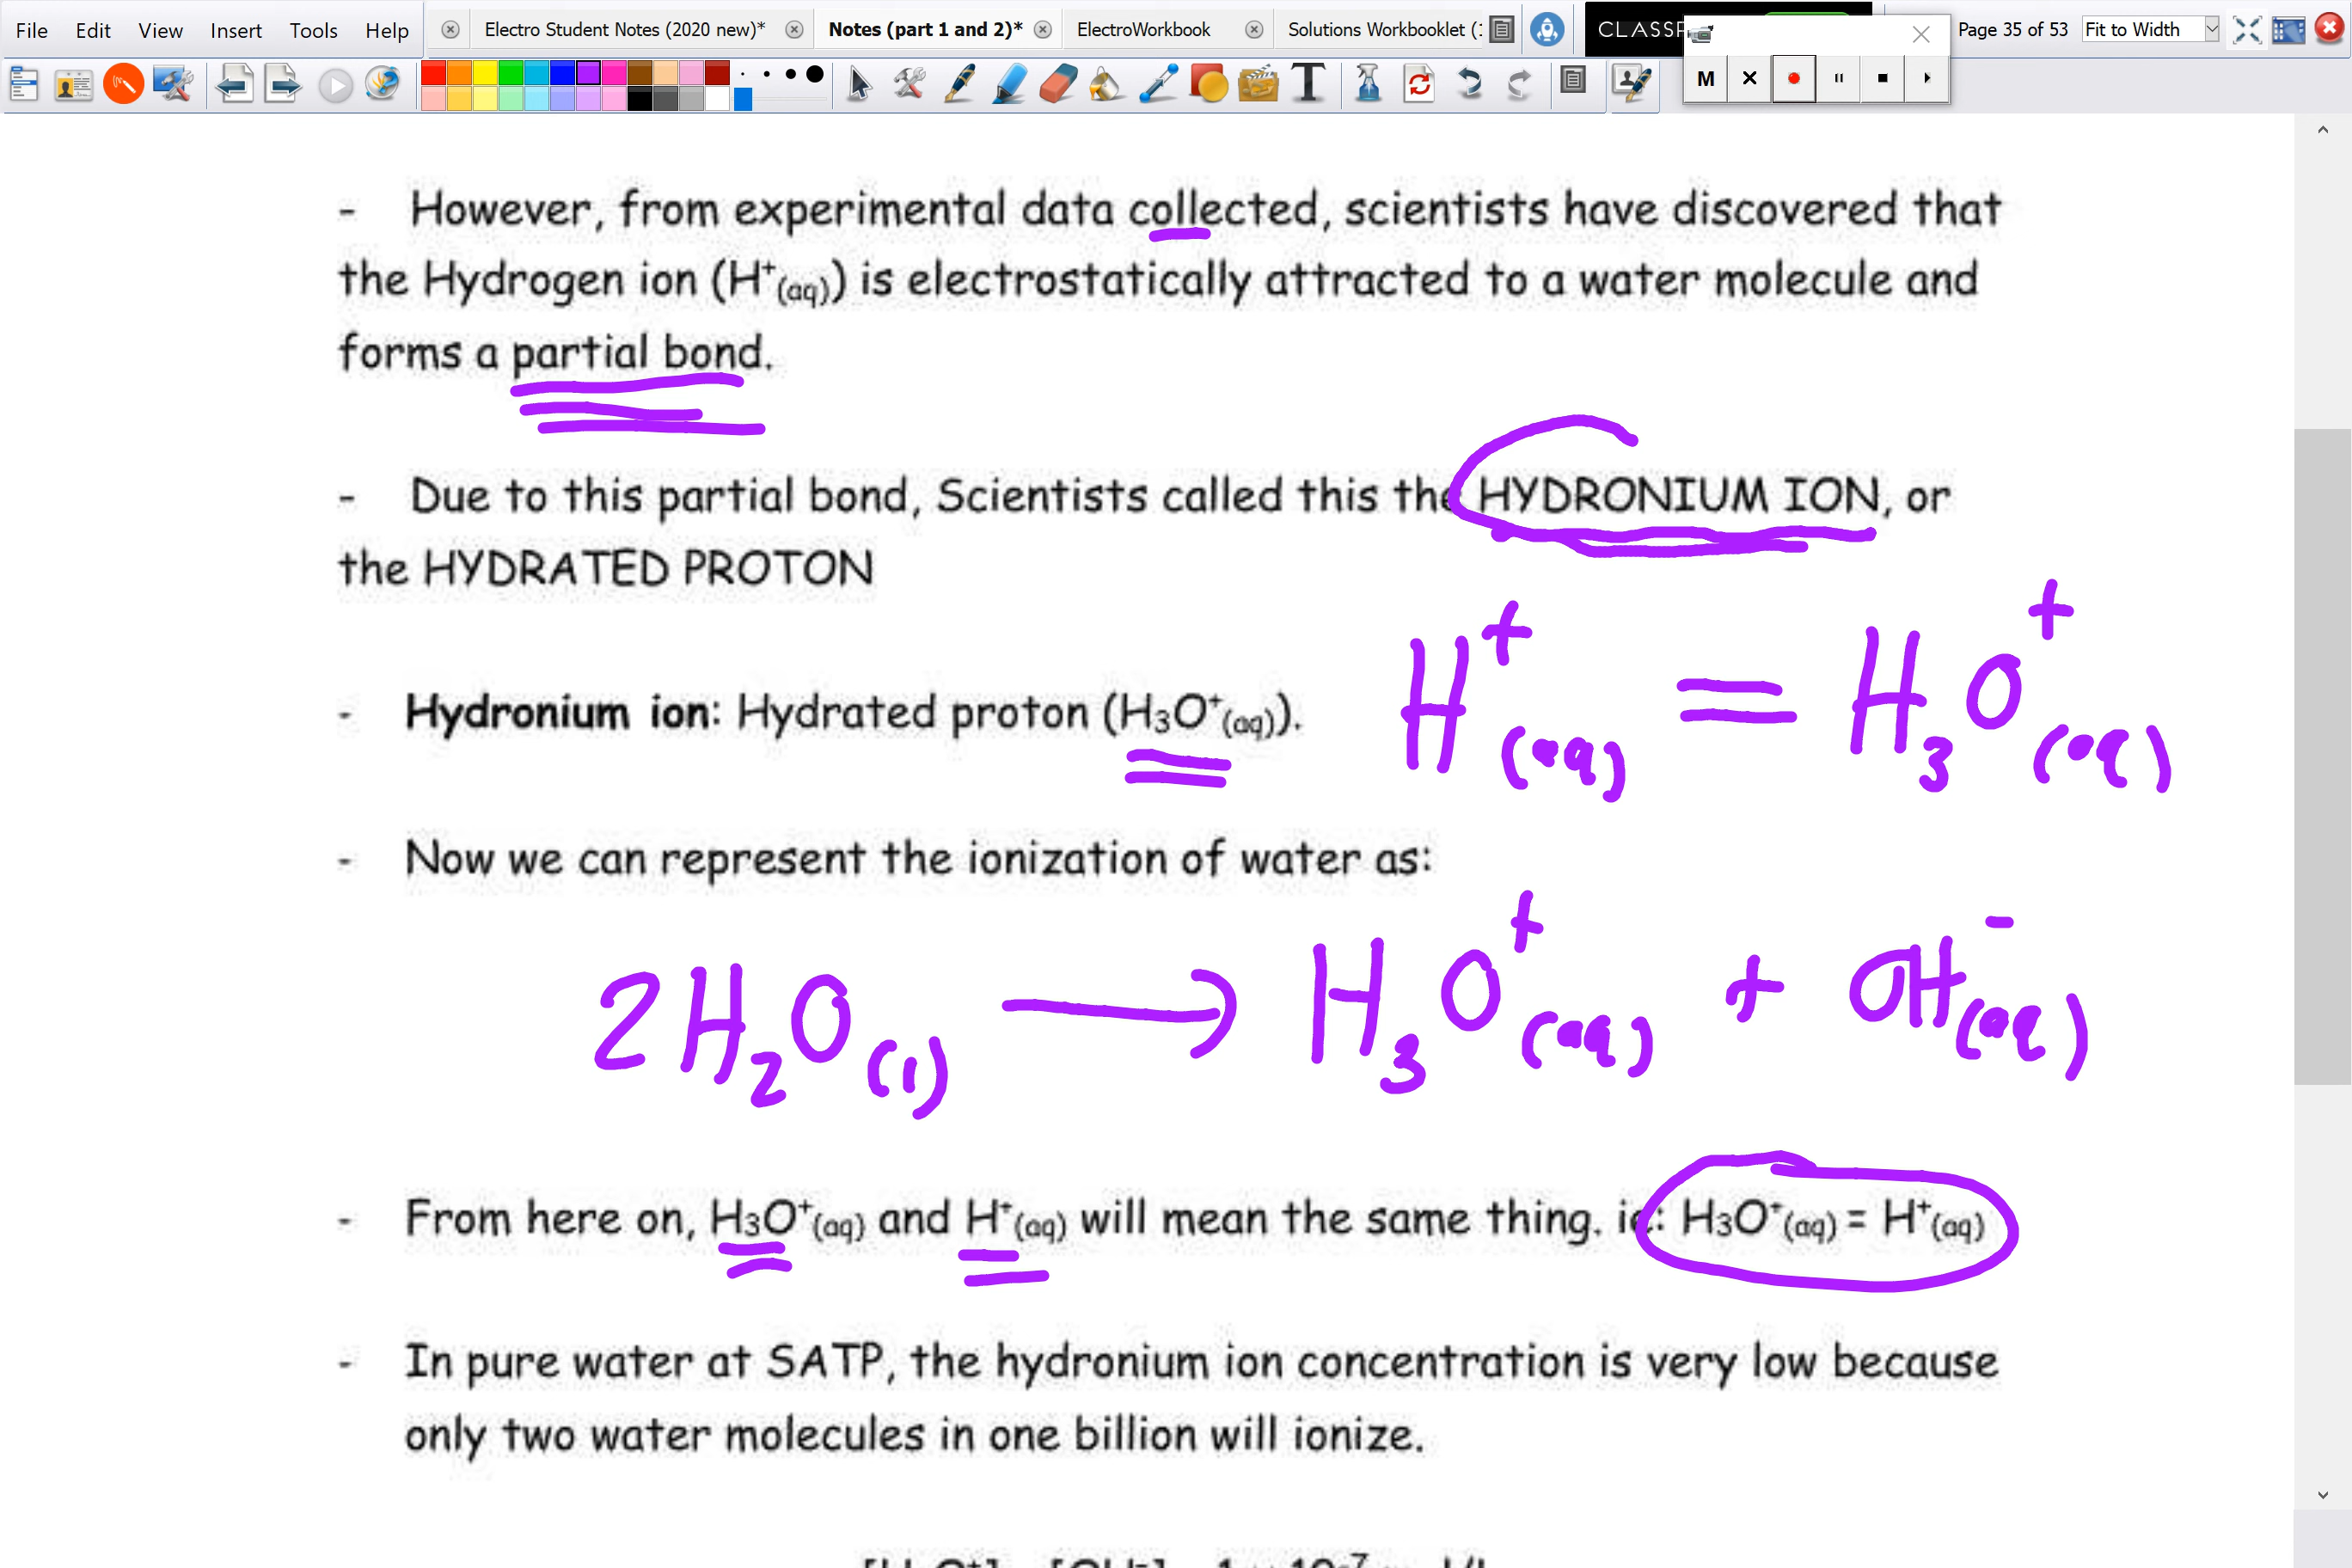 File Edit View Insert Tools Help
Electro Student Notes (2020 new)* Notes (part 1 and 2)* ElectroWorkbook Solutions Workbooklet (
Page 35 of 53 Fit to Width
T
M
- However, from experimental data collected, scientists have discovered that
the Hydrogen ion (H⁺(aq)) is electrostatically attracted to a water molecule and
forms a partial bond.
- Due to this partial bond, Scientists called this the HYDRONIUM ION, or
the HYDRATED PROTON
- Hydronium ion: Hydrated proton (H₃O⁺(aq)).
H⁺(aq) = H₃O⁺(aq)
- Now we can represent the ionization of water as:
2H₂O(l) → H₃O⁺(aq) + OH⁻(aq)
- From here on, H₃O⁺(aq) and H⁺(aq) will mean the same thing. ie: H₃O⁺(aq) = H⁺(aq)
- In pure water at SATP, the hydronium ion concentration is very low because
only two water molecules in one billion will ionize.